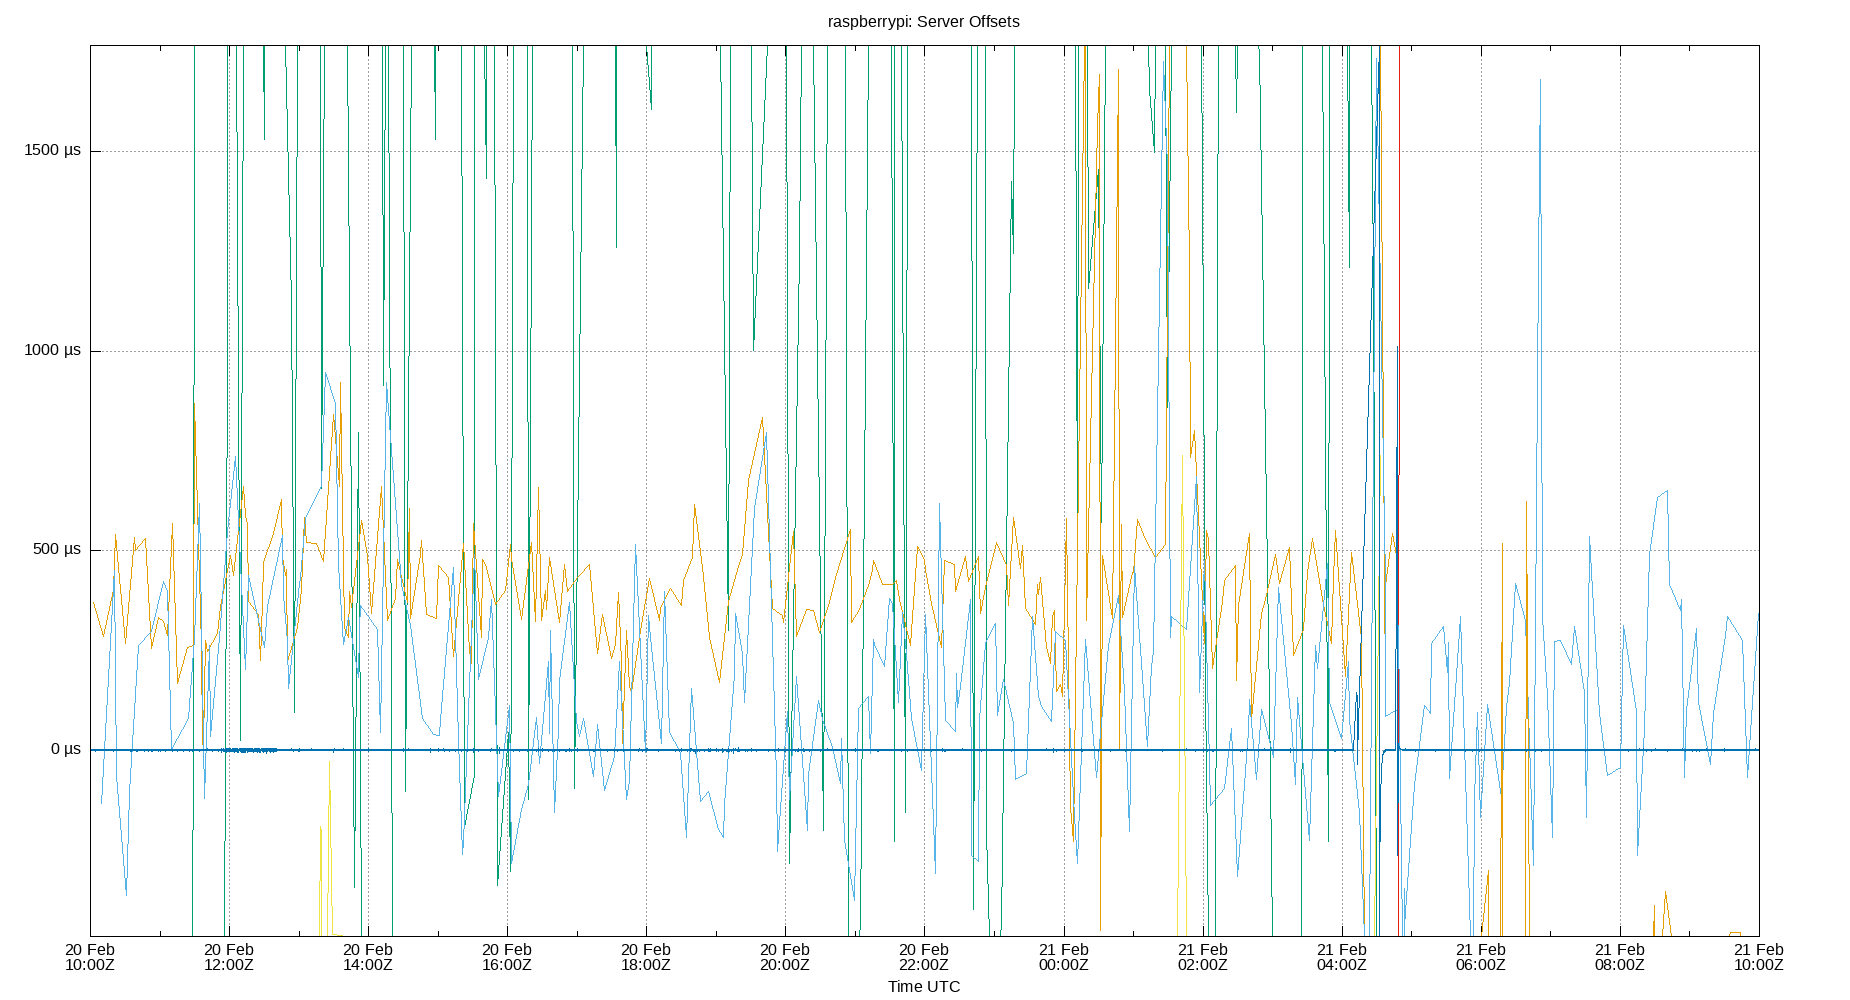 raspberrypi: Server Offsets
1500 µs
1000 µs
500 µs
0 µs
20 Feb 20 Feb 20 Feb 20 Feb 20 Feb 20 Feb 20 Feb 21 Feb 21 Feb 21 Feb 21 Feb 21 Feb 21 Feb
10:00Z 12:00Z 14:00Z 16:00Z 18:00Z 20:00Z 22:00Z 00:00Z 02:00Z 04:00Z 06:00Z 08:00Z 10:00Z
Time UTC